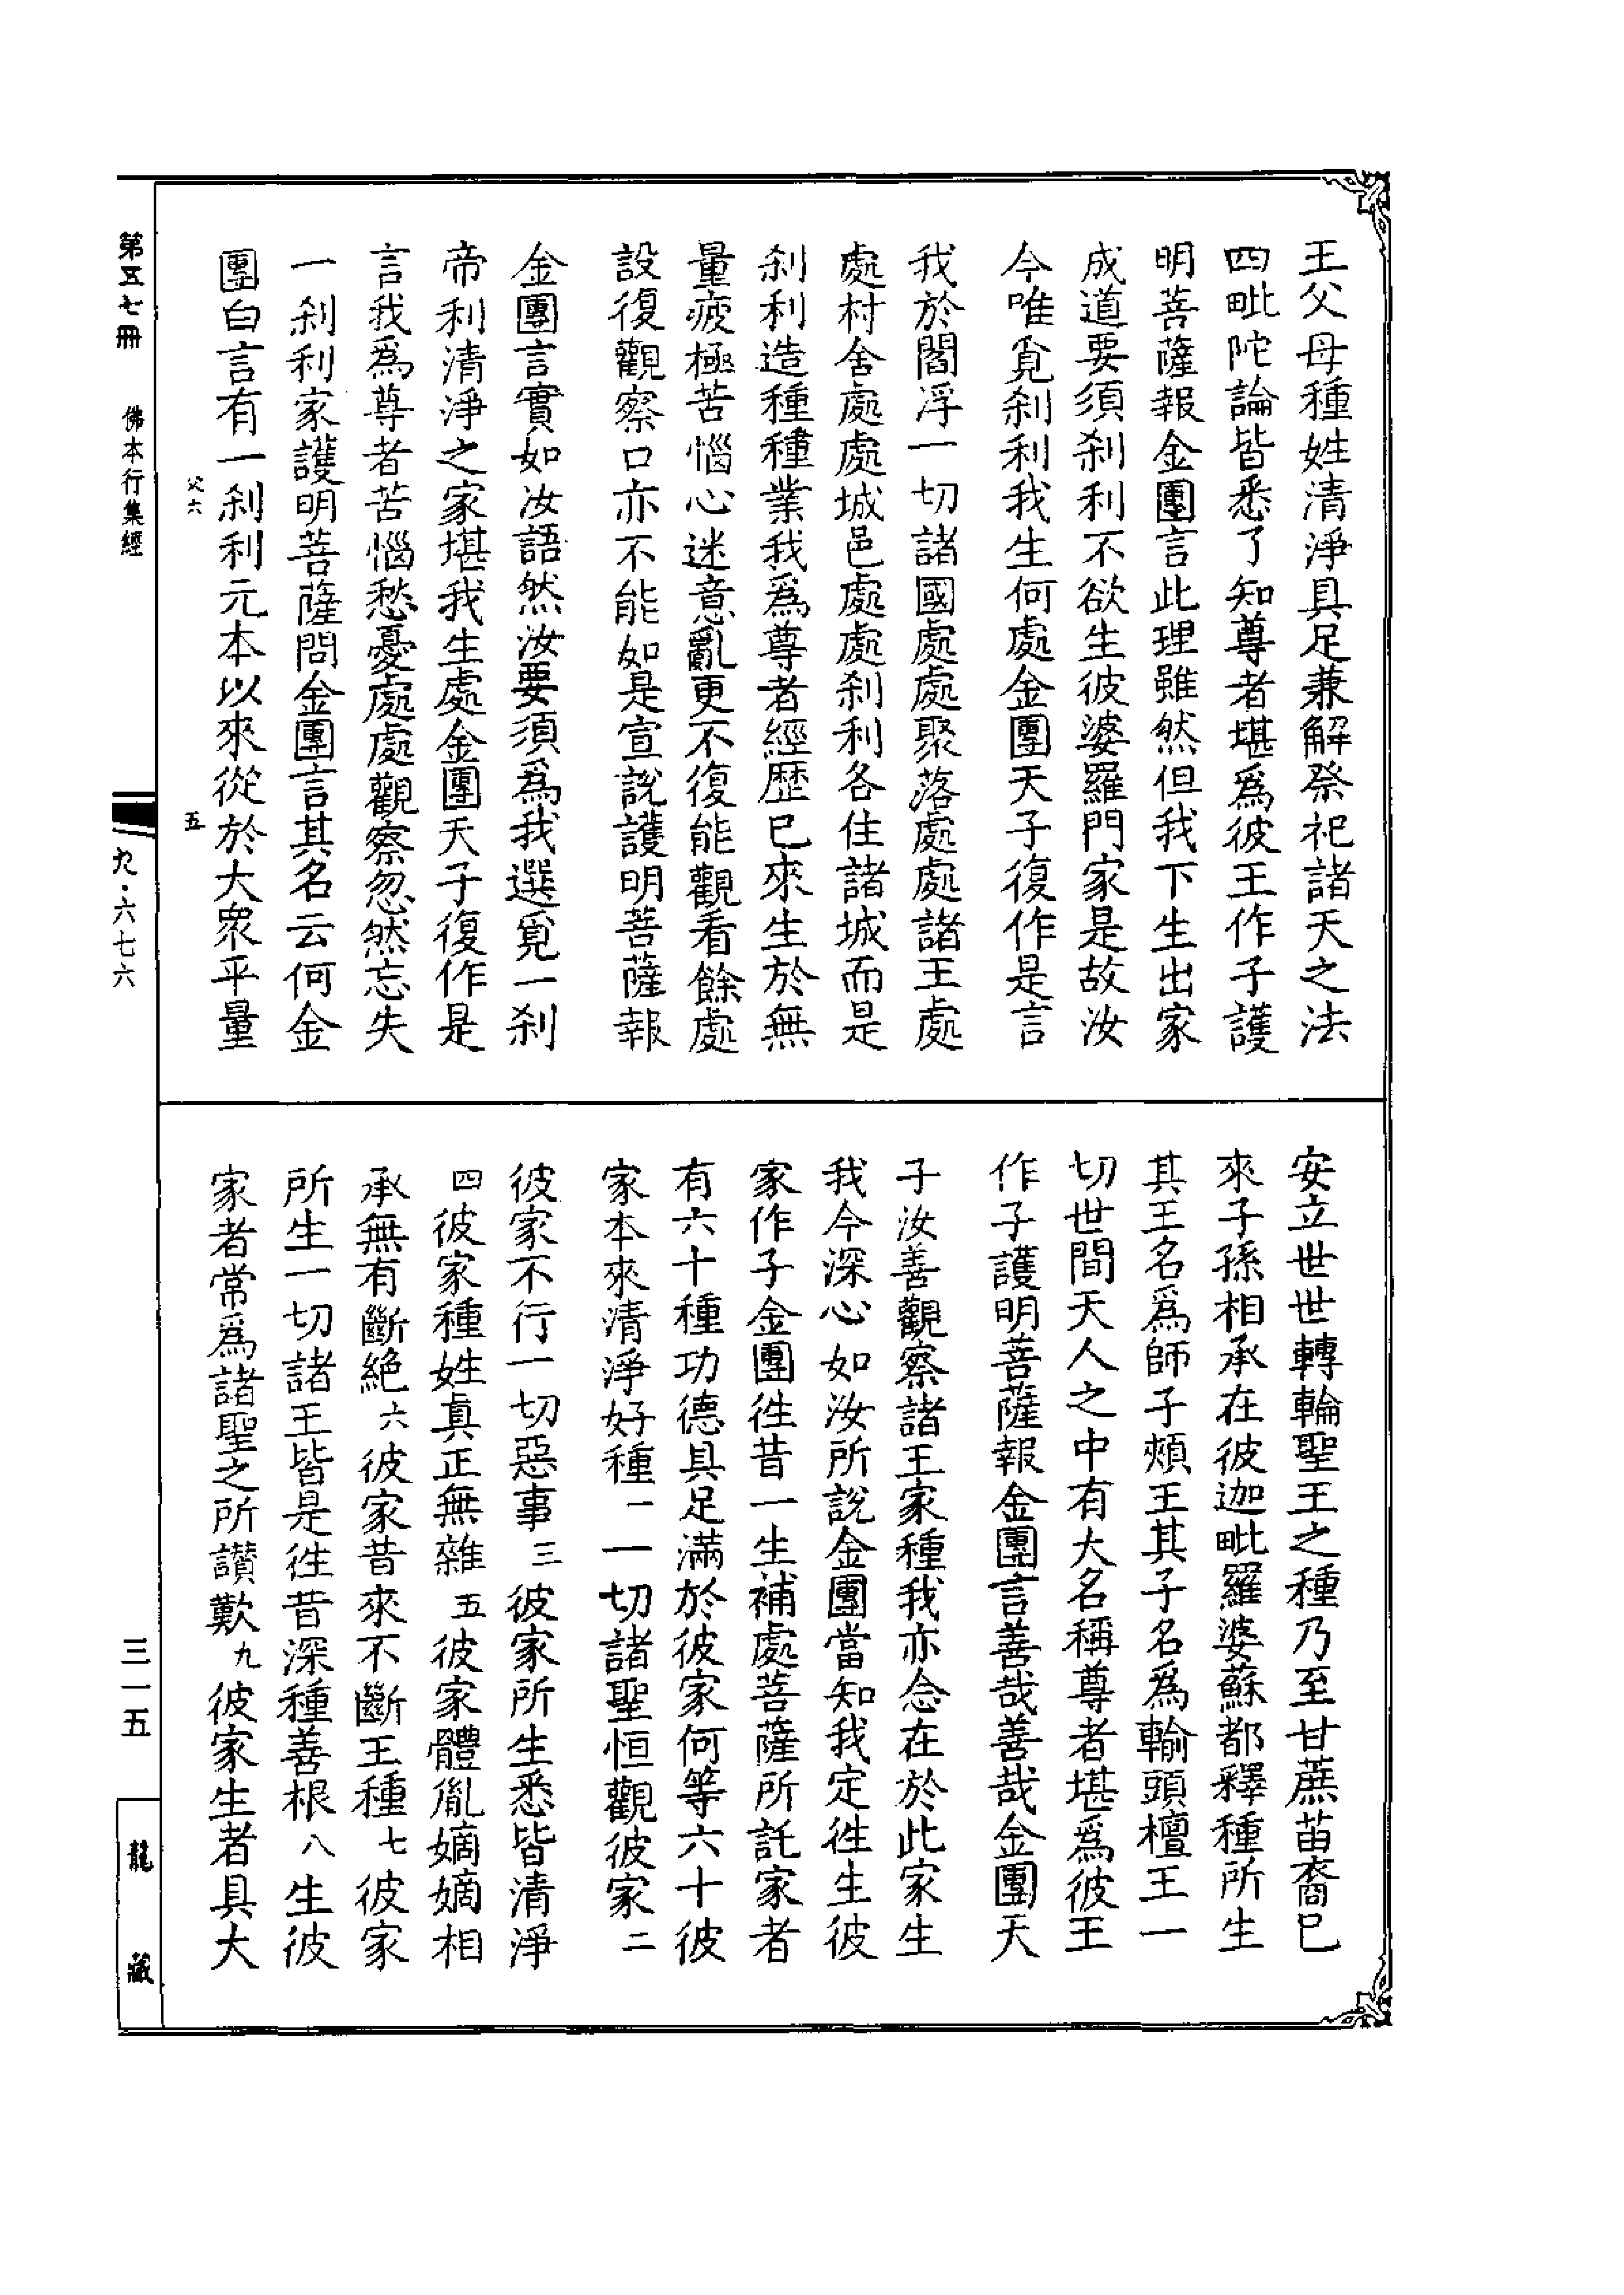 王父母種姓清淨具足兼解祭祀諸天之法
四毗陀論皆悉了知尊者堪爲彼王作子護
明菩薩報金團言此理雖然但我下生出家
成道要須刹利不欲生彼婆羅門家是故汝
今唯覓刹利我生何處金團天子復作是言
我於閻浮一切諸國處處聚落處處諸王處
處村舍處處城邑處處刹利各住諸城而是
刹利造種種業我爲尊者經歷已來生於無
量疲極苦惱心迷意亂更不復能觀看餘處
設復觀察口亦不能如是宣說護明菩薩報
金團言實如汝語然汝要須爲我選覓一刹
帝利清淨之家堪我生處金團天子復作是
言我爲尊者苦惱愁憂處處觀察忽然忘失
一刹利家護明菩薩問金團言其名云何金
團白言有一刹利元本以來從於大衆平量
安立世世轉輪聖王之種乃至甘蔗苗裔已
來子孫相承在彼迦毗羅婆蘇都釋種所生
其王名爲師子頰王其子名爲輸頭檀王一
切世間天人之中有大名稱尊者堪爲彼王
作子護明菩薩報金團言善哉善哉金團天
子汝善觀察諸王家種我亦念在於此家生
我今深心如汝所說金團當知我定徃生彼
家作子金團徃昔一生補處菩薩所託家者
有六十種功德具足滿於彼家何等六十彼
家本來清淨好種一一切諸聖恒觀彼家二
彼家不行一切惡事三彼家所生悉皆清淨
四彼家種姓真正無雜五彼家體胤嫡嫡相
承無有斷絕六彼家昔來不斷王種七彼家
所生一切諸王皆是徃昔深種善根八生彼
家者常爲諸聖之所讃歎九彼家生者具大
父六 五
第五七冊 佛本行集經
九·六七六
三一五
龍藏